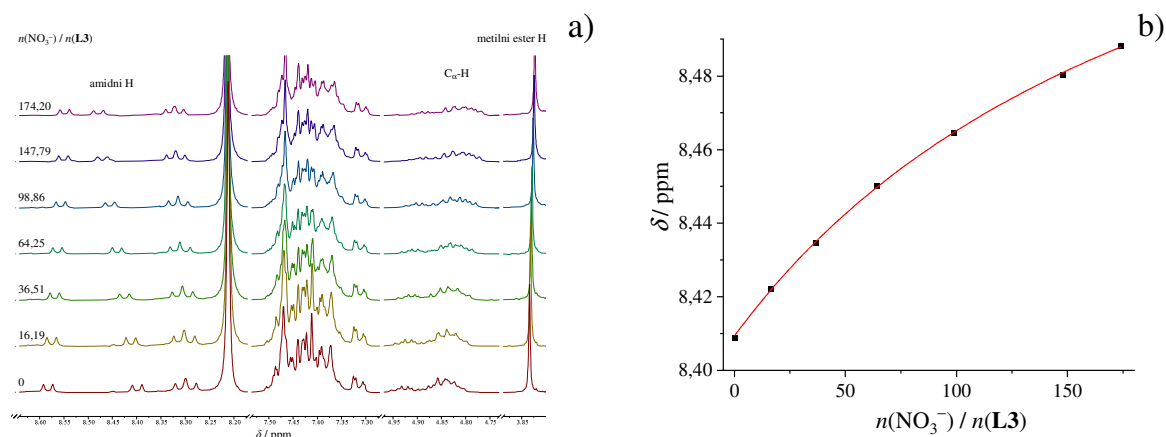 n(NO₃⁻) / n(L3)
amidni H
Cα-H
metilni ester H
a)
174,20
147,79
98,86
64,25
36,51
16,19
0
8.60 8.55 8.50 8.45 8.40 8.35 8.30 8.25 8.20 7.50 7.45 7.40 7.35 7.30 4.95 4.90 4.85 4.80 4.75 3.85
δ / ppm
b)
8,48
8,46
8,44
8,42
8,40
δ / ppm
0 50 100 150
n(NO₃⁻) / n(L3)